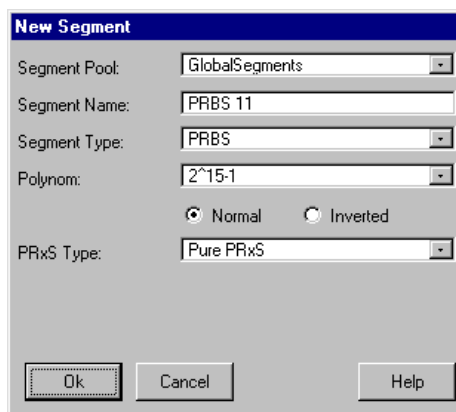 New Segment
Segment Pool: GlobalSegments
Segment Name: PRBS 11
Segment Type: PRBS
Polynom: 2^15-1
Normal Inverted
PRxS Type: Pure PRxS
Ok Cancel Help